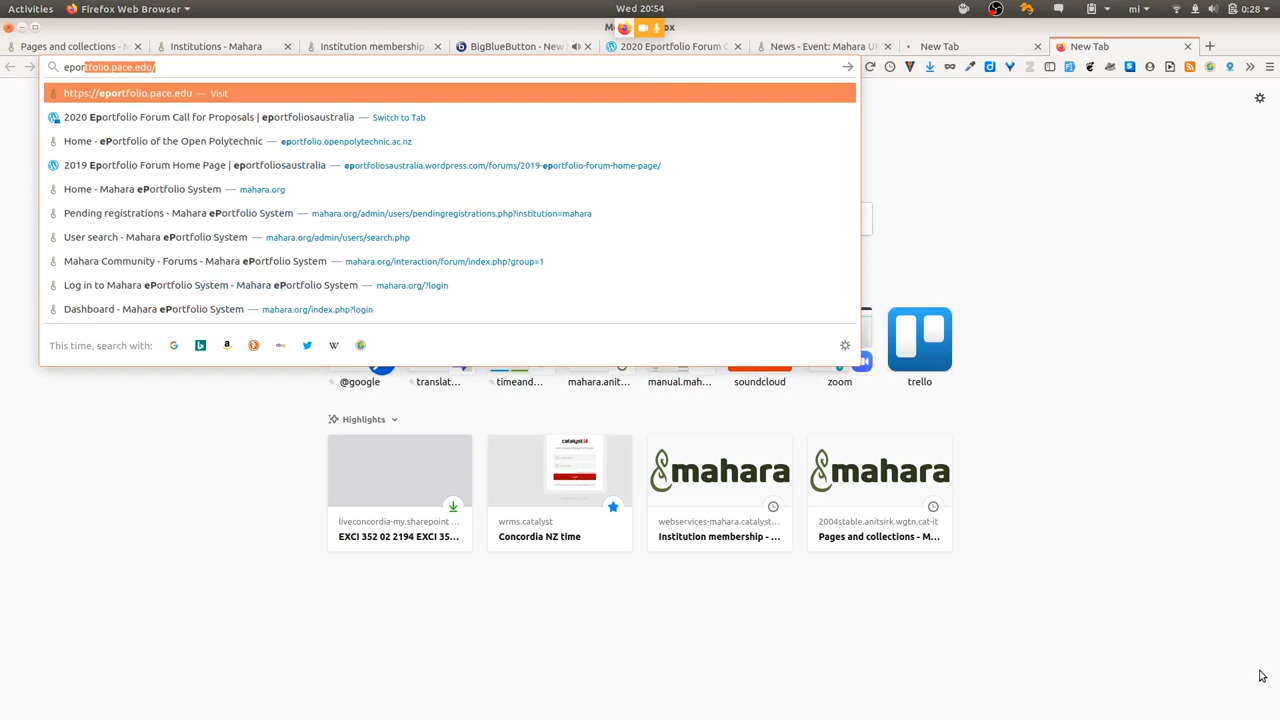 Activities Firefox Web Browser Wed 20:54 mi 0:28
Pages and collections - M Institutions - Mahara Institution membership - BigBlueButton - New 2020 Eportfolio Forum C News - Event: Mahara UK New Tab New Tab
eportfolio.pace.edu/
https://eportfolio.pace.edu — Visit
2020 Eportfolio Forum Call for Proposals | eportfoliosaustralia — Switch to Tab
Home - ePortfolio of the Open Polytechnic — eportfolio.openpolytechnic.ac.nz
2019 Eportfolio Forum Home Page | eportfoliosaustralia — eportfoliosaustralia.wordpress.com/forums/2019-eportfolio-forum-home-page/
Home - Mahara ePortfolio System — mahara.org
Pending registrations - Mahara ePortfolio System — mahara.org/admin/users/pendingregistrations.php?institution=mahara
User search - Mahara ePortfolio System — mahara.org/admin/users/search.php
Mahara Community - Forums - Mahara ePortfolio System — mahara.org/interaction/forum/index.php?group=1
Log in to Mahara ePortfolio System - Mahara ePortfolio System — mahara.org/?login
Dashboard - Mahara ePortfolio System — mahara.org/index.php?login
This time, search with:
@google translat... timeand... mahara.anit... manual.mah... soundcloud zoom trello
Highlights
catalyst mahara mahara
liveconcordia-my.sharepoint ... wrms.catalyst webservices-mahara.catalyst... 2004stable.anitsirk.wgtn.cat-it
EXCI 352 02 2194 EXCI 35... Concordia NZ time Institution membership - ... Pages and collections - M...